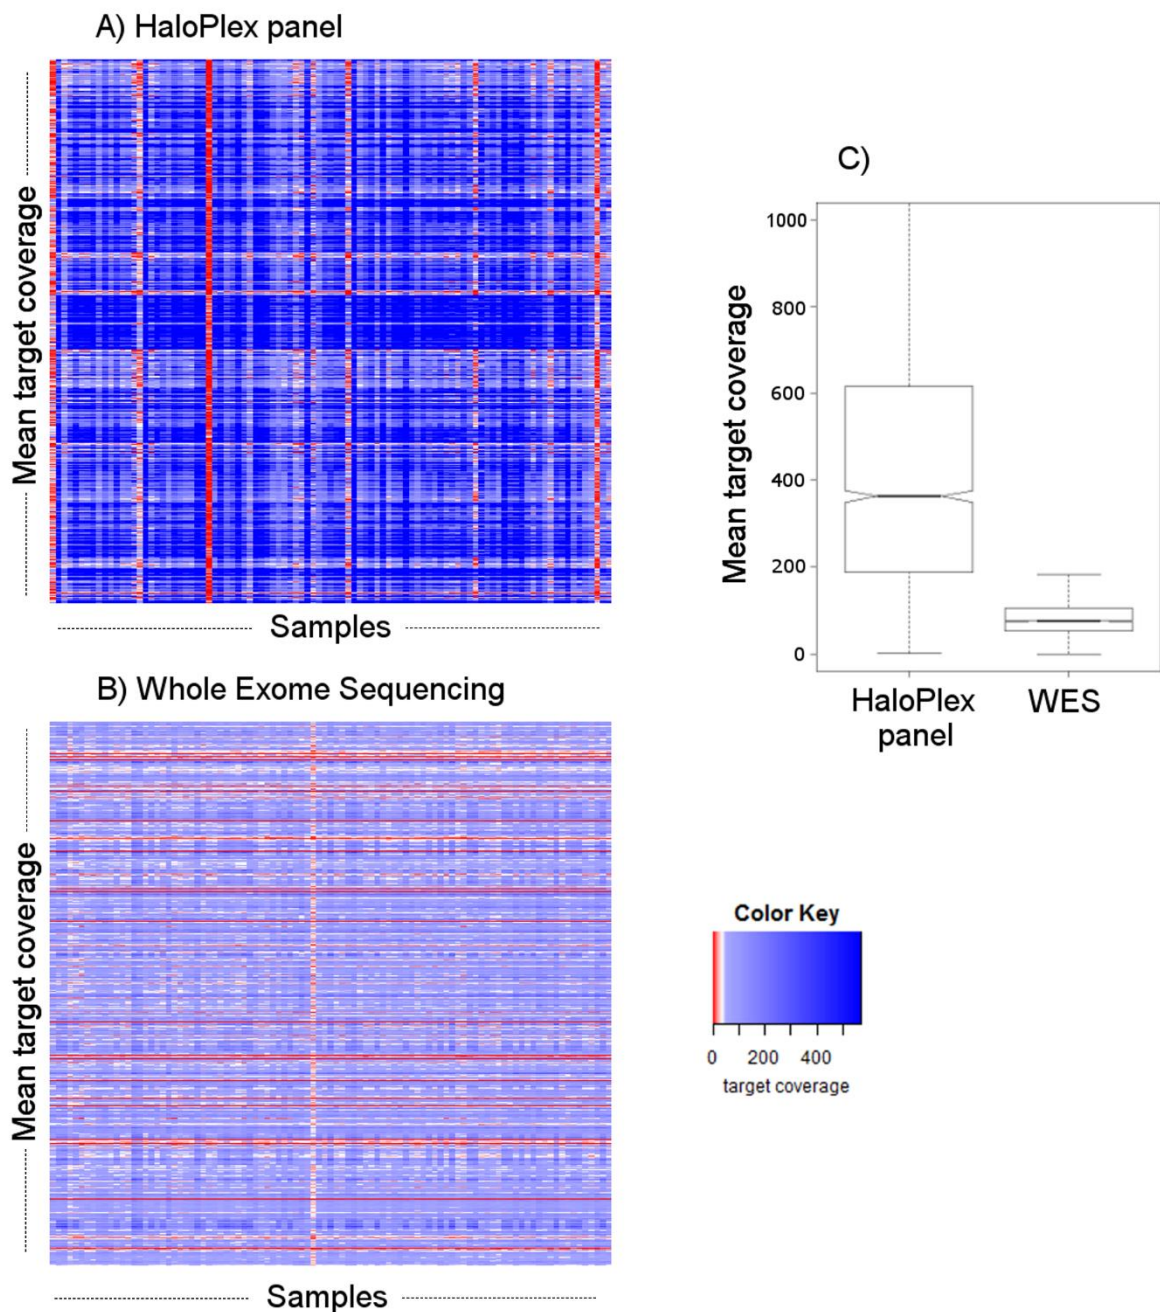 A) HaloPlex panel
Mean target coverage
Samples
B) Whole Exome Sequencing
Mean target coverage
Samples
C)
Mean target coverage
1000
800
600
400
200
0
HaloPlex
panel
WES
Color Key
0 200 400
target coverage